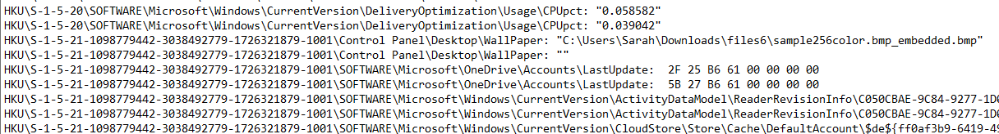 HKU\S-1-5-20\SOFTWARE\Microsoft\Windows\CurrentVersion\DeliveryOptimization\Usage\CPUpct: "0.058582"
HKU\S-1-5-20\SOFTWARE\Microsoft\Windows\CurrentVersion\DeliveryOptimization\Usage\CPUpct: "0.039042"
HKU\S-1-5-21-1098779442-3038492779-1726321879-1001\Control Panel\Desktop\WallPaper: "C:\Users\Sarah\Downloads\files6\sample256color.bmp_embedded.bmp"
HKU\S-1-5-21-1098779442-3038492779-1726321879-1001\Control Panel\Desktop\WallPaper: ""
HKU\S-1-5-21-1098779442-3038492779-1726321879-1001\SOFTWARE\Microsoft\OneDrive\Accounts\LastUpdate:  2F 25 B6 61 00 00 00 00
HKU\S-1-5-21-1098779442-3038492779-1726321879-1001\SOFTWARE\Microsoft\OneDrive\Accounts\LastUpdate:  5B 27 B6 61 00 00 00 00
HKU\S-1-5-21-1098779442-3038492779-1726321879-1001\SOFTWARE\Microsoft\Windows\CurrentVersion\ActivityDataModel\ReaderRevisionInfo\C050CBAE-9C84-9277-1D
HKU\S-1-5-21-1098779442-3038492779-1726321879-1001\SOFTWARE\Microsoft\Windows\CurrentVersion\ActivityDataModel\ReaderRevisionInfo\C050CBAE-9C84-9277-1D
HKU\S-1-5-21-1098779442-3038492779-1726321879-1001\SOFTWARE\Microsoft\Windows\CurrentVersion\CloudStore\Store\Cache\DefaultAccount\$de${ff0af3b9-6419-4